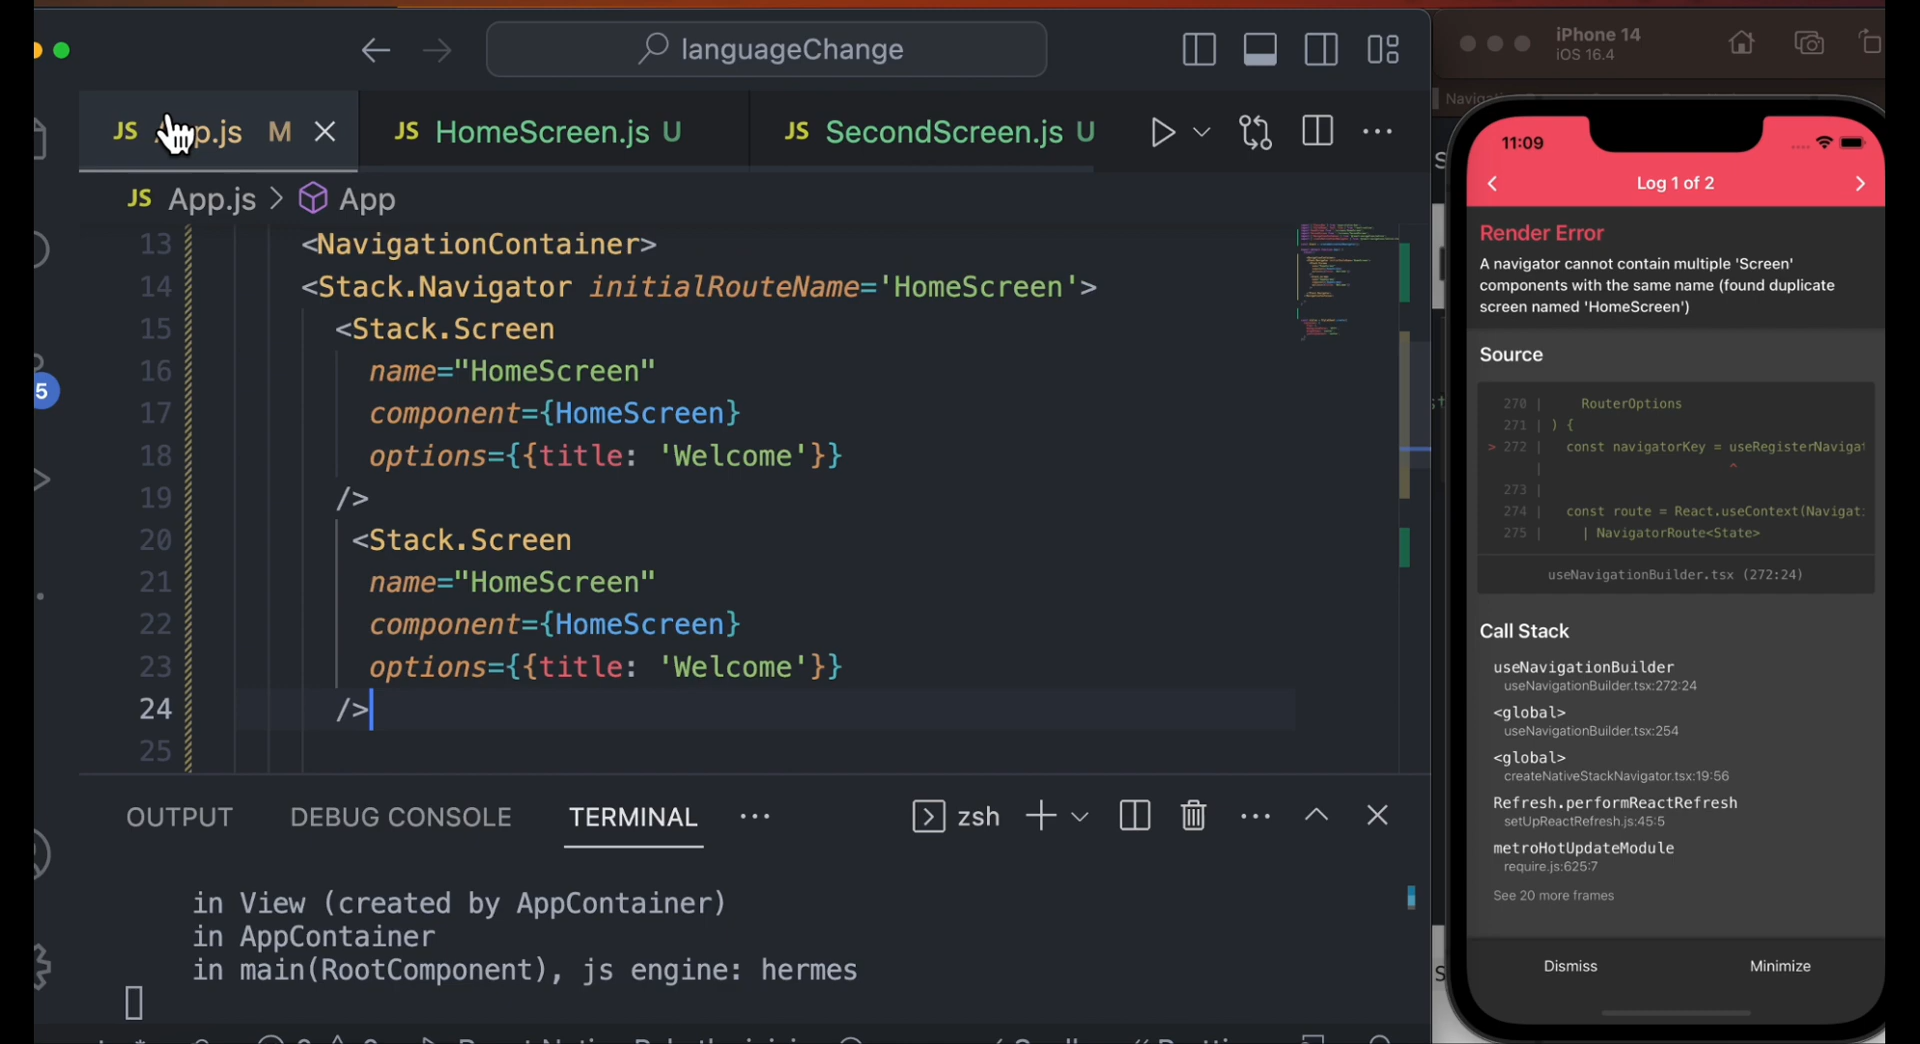 languageChange
iPhone 14
iOS 16.4
JS App.js M
JS HomeScreen.js U
JS SecondScreen.js U
JS App.js > App
13 <NavigationContainer>
14 <Stack.Navigator initialRouteName='HomeScreen'>
15 <Stack.Screen
16 name="HomeScreen"
17 component={HomeScreen}
18 options={{title: 'Welcome'}}
19 />
20 <Stack.Screen
21 name="HomeScreen"
22 component={HomeScreen}
23 options={{title: 'Welcome'}}
24 />
25
5
OUTPUT DEBUG CONSOLE TERMINAL ... zsh
in View (created by AppContainer)
in AppContainer
in main(RootComponent), js engine: hermes
11:09
Log 1 of 2
Render Error
A navigator cannot contain multiple 'Screen'
components with the same name (found duplicate
screen named 'HomeScreen')
Source
270 | RouterOptions
271 | ) {
> 272 | const navigatorKey = useRegisterNavigat
| ^
273 |
274 | const route = React.useContext(Navigat
275 | | NavigatorRoute<State>
useNavigationBuilder.tsx (272:24)
Call Stack
useNavigationBuilder
useNavigationBuilder.tsx:272:24
<global>
useNavigationBuilder.tsx:254
<global>
createNativeStackNavigator.tsx:19:56
Refresh.performReactRefresh
setUpReactRefresh.js:45:5
metroHotUpdateModule
require.js:625:7
See 20 more frames
Dismiss Minimize